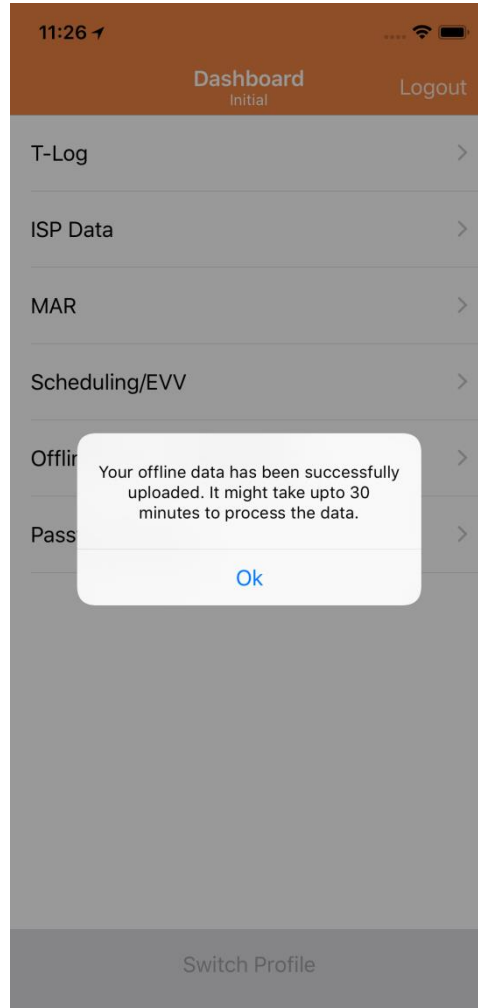 11:26
Dashboard
Initial
Logout
T-Log
ISP Data
MAR
Scheduling/EVV
Offlin
Your offline data has been successfully
uploaded. It might take upto 30
minutes to process the data.
Pass
Ok
Switch Profile